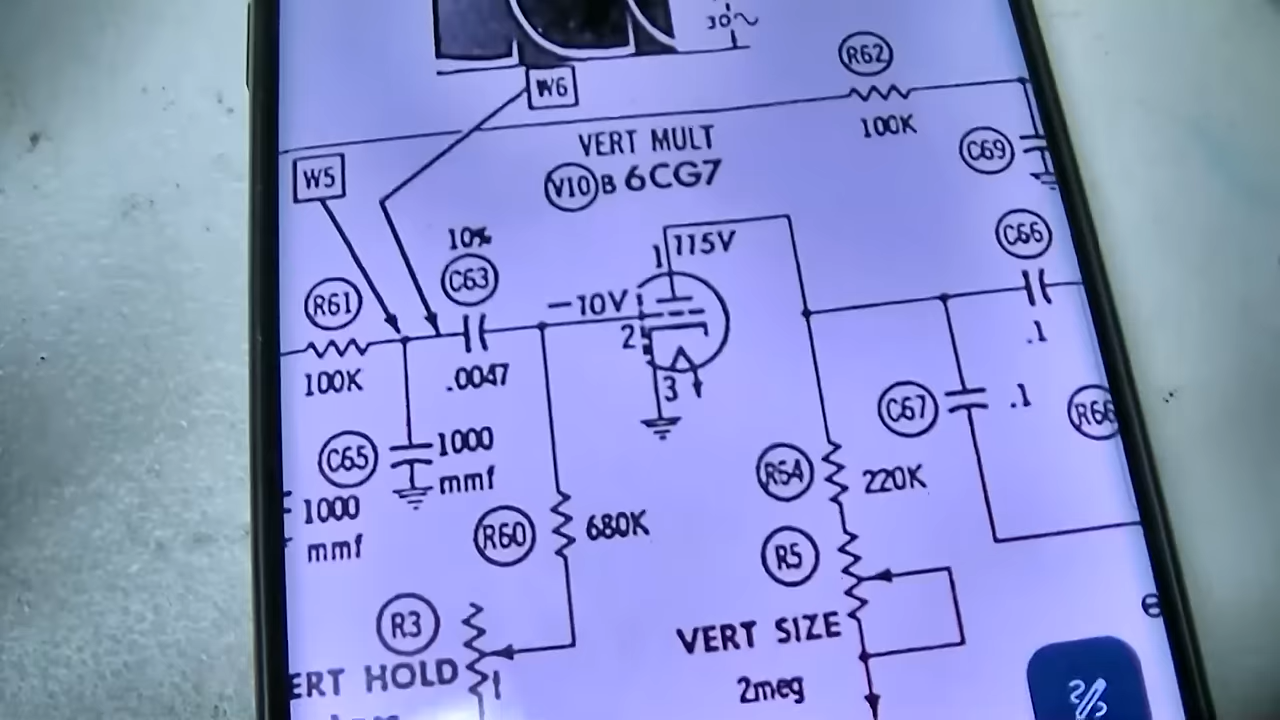 30~
R62
W6
100K
VERT MULT
C69
W5
V10 B 6CG7
C66
10%
1 115V
C63
R61
-10V
2
.1
100K
.0047
3
C67
.1
R66
C65
1000
mmf
R54
220K
1000
mmf
R60
680K
R5
R3
VERT SIZE
ERT HOLD
1
2meg